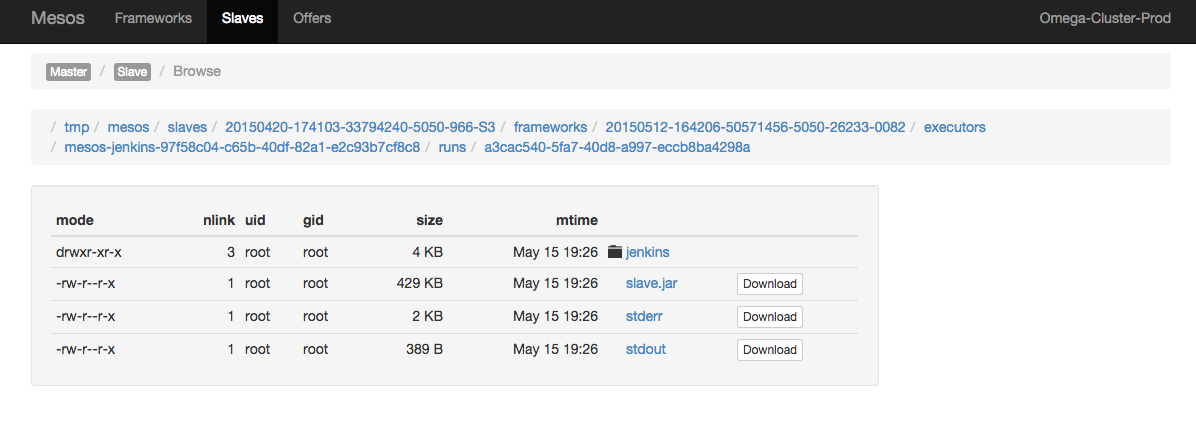 Mesos Frameworks Slaves Offers Omega-Cluster-Prod
Master / Slave / Browse
/ tmp / mesos / slaves / 20150420-174103-33794240-5050-966-S3 / frameworks / 20150512-164206-50571456-5050-26233-0082 / executors
/ mesos-jenkins-97f58c04-c65b-40df-82a1-e2c93b7cf8c8 / runs / a3cac540-5fa7-40d8-a997-eccb8ba4298a
mode nlink uid gid size mtime
drwxr-xr-x 3 root root 4 KB May 15 19:26 jenkins
-rw-r--r-x 1 root root 429 KB May 15 19:26 slave.jar Download
-rw-r--r-x 1 root root 2 KB May 15 19:26 stderr Download
-rw-r--r-x 1 root root 389 B May 15 19:26 stdout Download